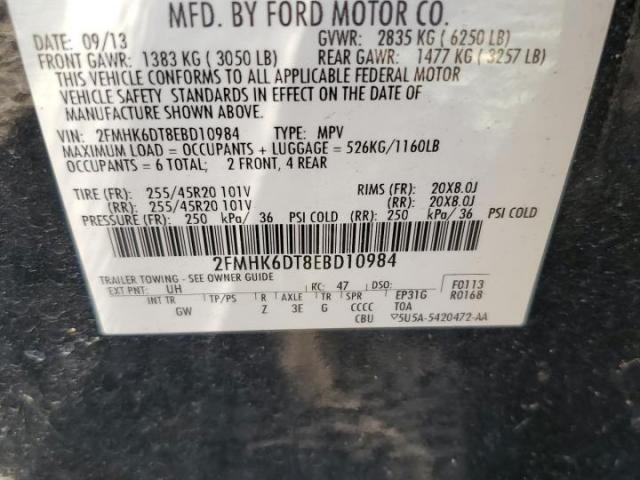 MFD. BY FORD MOTOR CO.
DATE: 09/13 GVWR: 2835 KG ( 6250 LB)
FRONT GAWR: 1383 KG ( 3050 LB) REAR GAWR: 1477 KG ( 3257 LB)
THIS VEHICLE CONFORMS TO ALL APPLICABLE FEDERAL MOTOR
VEHICLE SAFETY STANDARDS IN EFFECT ON THE DATE OF
MANUFACTURE SHOWN ABOVE.
VIN: 2FMHK6DT8EBD10984 TYPE: MPV
MAXIMUM LOAD = OCCUPANTS + LUGGAGE = 526KG/1160LB
OCCUPANTS = 6 TOTAL; 2 FRONT, 4 REAR
TIRE (FR): 255/45R20 101V RIMS (FR): 20X8.0J
(RR): 255/45R20 101V (RR): 20X8.0J
PRESSURE (FR): 250 kPa/ 36 PSI COLD (RR): 250 kPa/ 36 PSI COLD
2FMHK6DT8EBD10984
TRAILER TOWING - SEE OWNER GUIDE
EXT PNT: UH RC: 47 DSO: F0113
INT TR TP/PS R AXLE TR SPR EP31G R0168
GW Z 3E G CCCC T0A
CBU 5U5A-5420472-AA